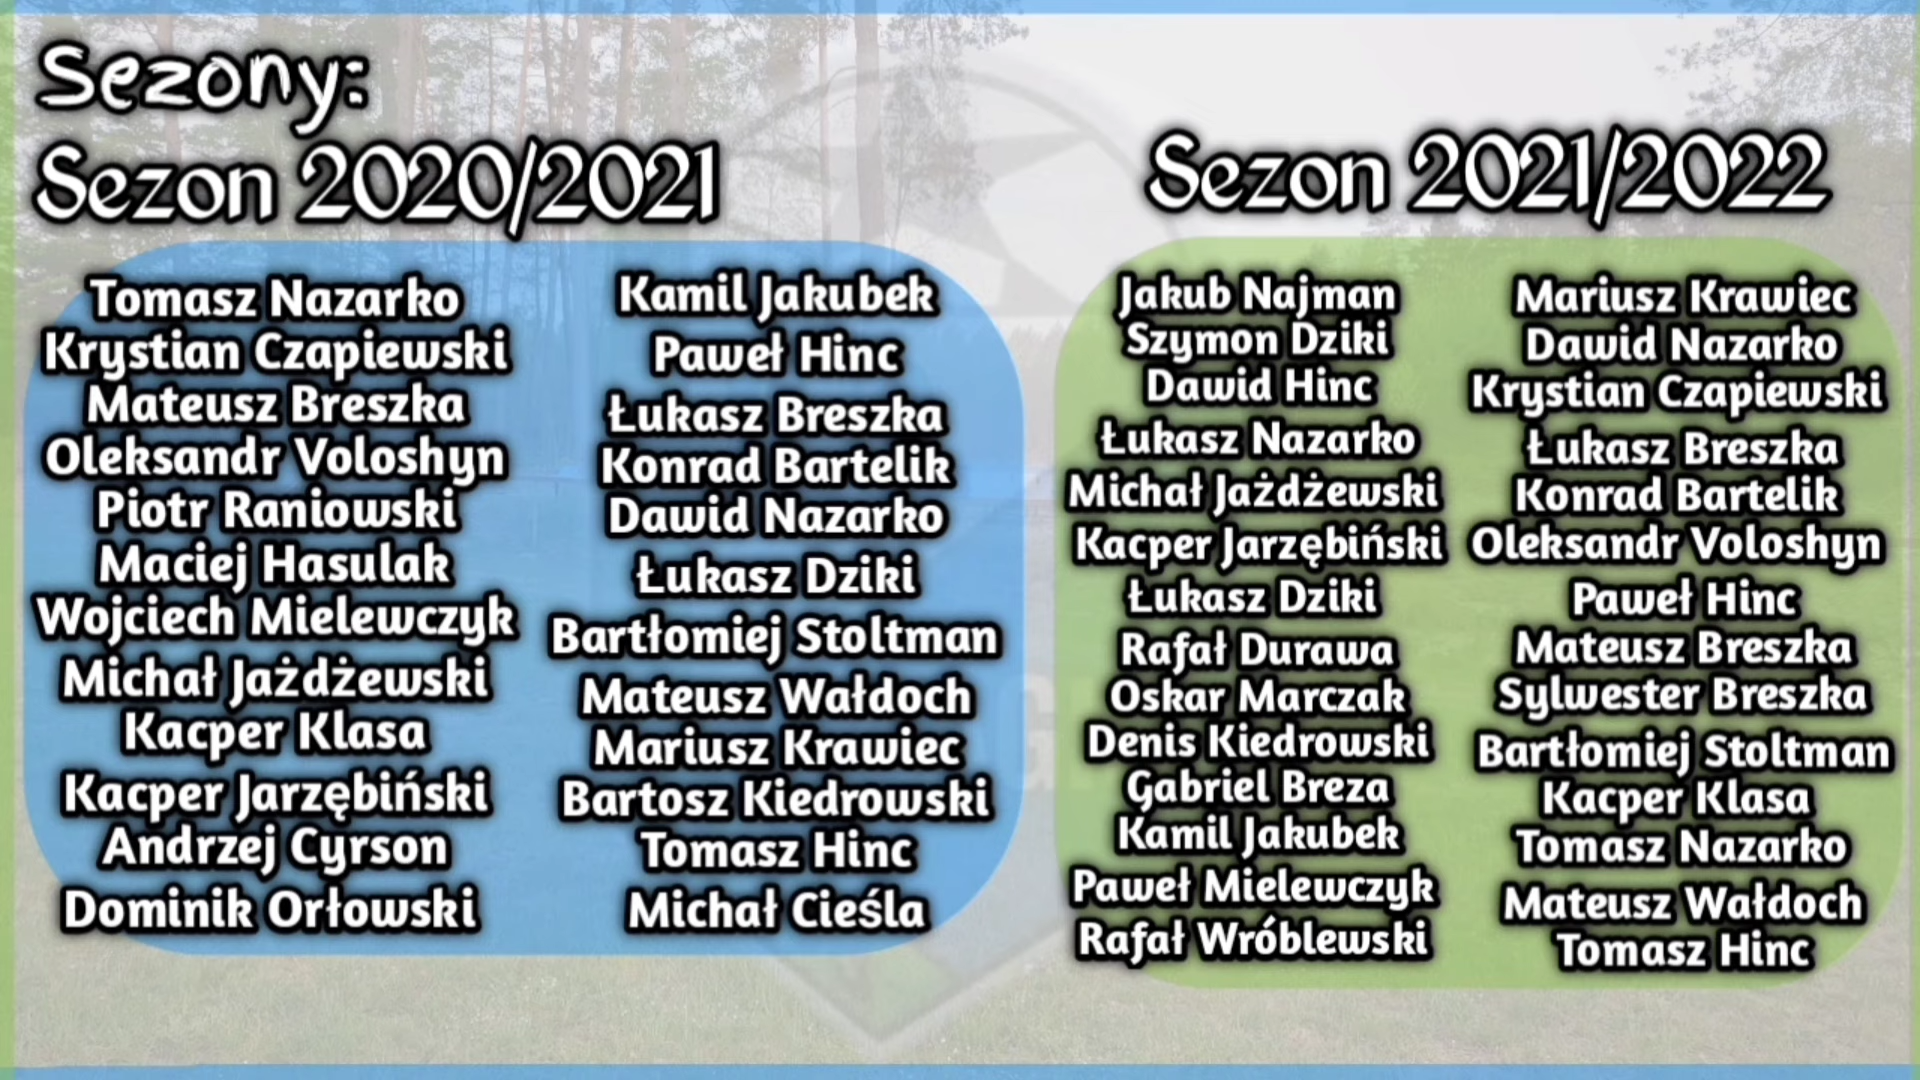 Sezony:
Sezon 2020/2021
Tomasz Nazarko
Krystian Czapiewski
Mateusz Breszka
Oleksandr Voloshyn
Piotr Raniowski
Maciej Hasulak
Wojciech Mielewczyk
Michał Jażdżewski
Kacper Klasa
Kacper Jarzębiński
Andrzej Cyrson
Dominik Orłowski
Kamil Jakubek
Paweł Hinc
Łukasz Breszka
Konrad Bartelik
Dawid Nazarko
Łukasz Dziki
Bartłomiej Stoltman
Mateusz Wałdoch
Mariusz Krawiec
Bartosz Kiedrowski
Tomasz Hinc
Michał Cieśla
Sezon 2021/2022
Jakub Najman
Szymon Dziki
Dawid Hinc
Łukasz Nazarko
Michał Jażdżewski
Kacper Jarzębiński
Łukasz Dziki
Rafał Durawa
Oskar Marczak
Denis Kiedrowski
Gabriel Breza
Kamil Jakubek
Paweł Mielewczyk
Rafał Wróblewski
Mariusz Krawiec
Dawid Nazarko
Krystian Czapiewski
Łukasz Breszka
Konrad Bartelik
Oleksandr Voloshyn
Paweł Hinc
Mateusz Breszka
Sylwester Breszka
Bartłomiej Stoltman
Kacper Klasa
Tomasz Nazarko
Mateusz Wałdoch
Tomasz Hinc